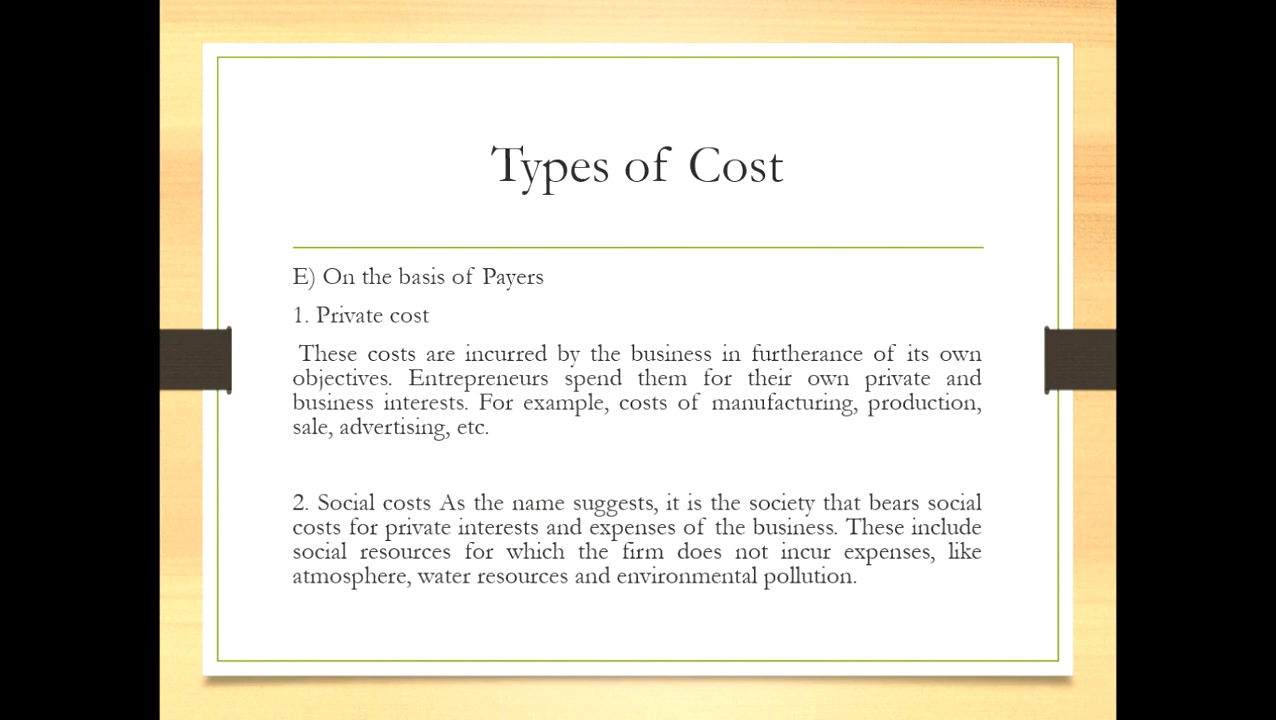 Types of Cost
E) On the basis of Payers
1. Private cost
These costs are incurred by the business in furtherance of its own
objectives. Entrepreneurs spend them for their own private and
business interests. For example, costs of manufacturing, production,
sale, advertising, etc.
2. Social costs As the name suggests, it is the society that bears social
costs for private interests and expenses of the business. These include
social resources for which the firm does not incur expenses, like
atmosphere, water resources and environmental pollution.